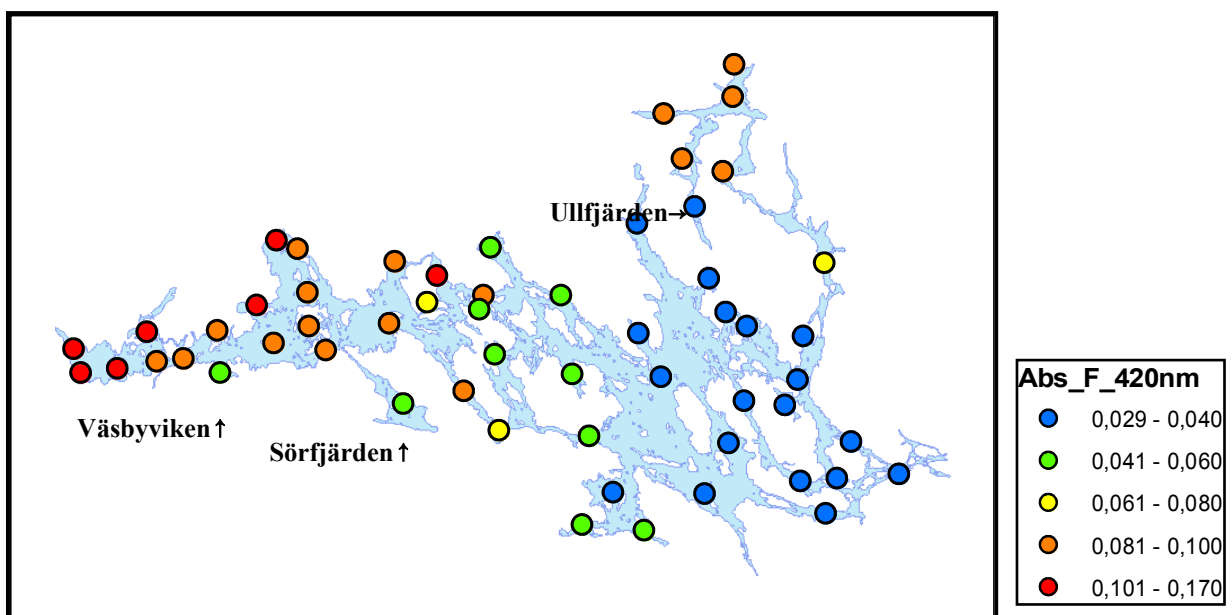 Ullfjärden→
Väsbyviken ↑
Sörfjärden ↑
Abs_F_420nm
0,029 - 0,040
0,041 - 0,060
0,061 - 0,080
0,081 - 0,100
0,101 - 0,170